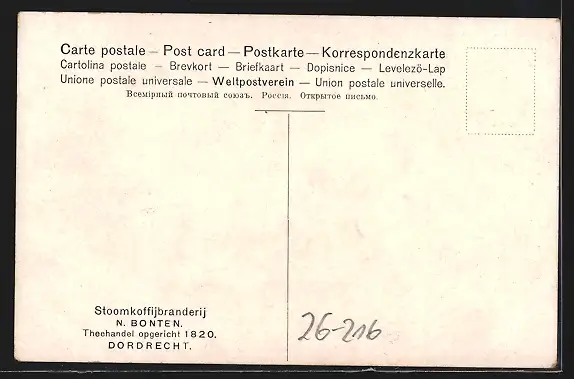 Carte postale – Post card – Postkarte – Korrespondenzkarte
Cartolina postale – Brevkort – Briefkaart – Dopisnice – Levelezö-Lap
Unione postale universale – Weltpostverein – Union postale universelle.
Всемірный почтовый союзъ. Россія. Открытое письмо.
Stoomkoffijbranderij
N. BONTEN.
Theehandel opgericht 1820.
DORDRECHT.
26-216